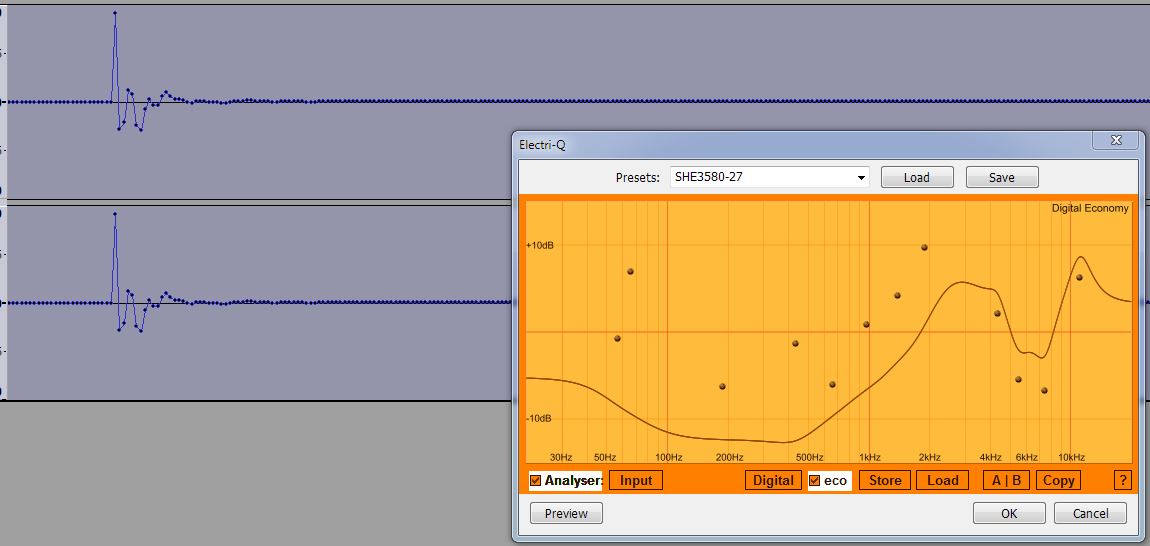 Electri-Q
Presets: SHE3580-27 Load Save
Digital Economy
+10dB
-10dB
30Hz 50Hz 100Hz 200Hz 500Hz 1kHz 2kHz 4kHz 6kHz 10kHz
Analyser: Input Digital eco Store Load A | B Copy ?
Preview OK Cancel